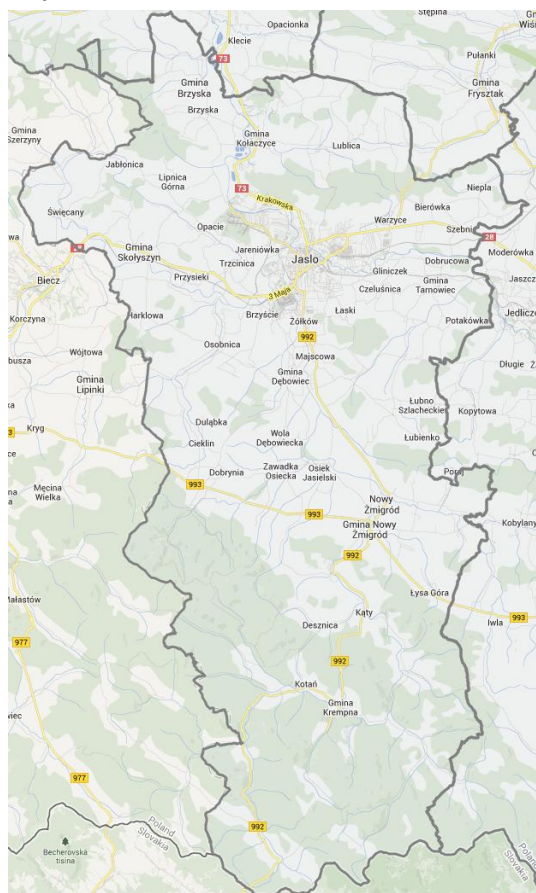 Opacionka
Stępina
Klecie
73
Pułanki
Gmina
Brzyska
Gmina
Frysztak
Brzyska
Gmina
Szerzyny
Gmina
Kołaczyce
Lublica
Jabłonica
Lipnica
Górna
73
Niepla
Krakowska
Bierówka
Święcany
Warzyce
Opacie
Szebnie
28
Gmina
Skołyszyn
Jareniówka
Moderówka
Trzcinica
Jaslo
Dobrucowa
Biecz
Przysieki
Gliniczek
Gmina
Tarnowiec
Czeluśnica
3 Maja
Harklowa
Brzyście
Łaski
Korczyna
Żółków
Potakówka
992
Osobnica
Wójtowa
Majscowa
Długie
Gmina
Dębowiec
Gmina
Lipinki
Łubno
Szlacheckie
Kopytowa
Kryg
Duląbka
Wola
Dębowiecka
Łubienko
Cieklin
Dobrynia
Zawadka
Osiecka
Osiek
Jasielski
993
Męcina
Wielka
Nowy
Żmigród
993
Gmina Nowy
Żmigród
Kobylany
992
Łysa Góra
Małastów
Kąty
993
Iwla
Desznica
977
992
Kotań
Gmina
Krempna
977
992
Poland
Slovakia
Becherovská
tisina
Poland
Slovakia